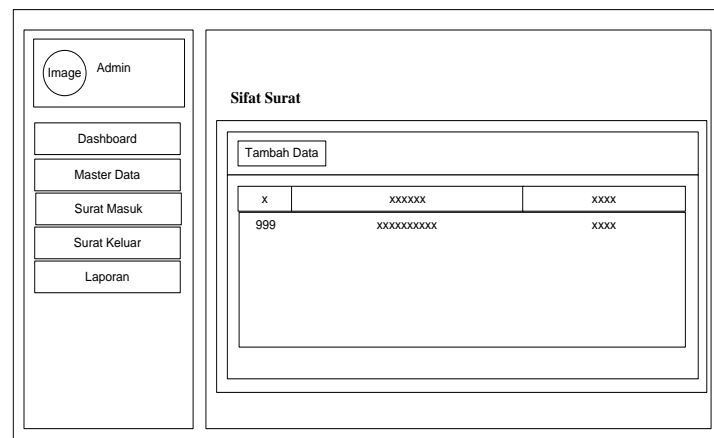 Image
Admin
Dashboard
Master Data
Surat Masuk
Surat Keluar
Laporan
Sifat Surat
Tambah Data
x xxxxxx xxxx
999 xxxxxxxxxx xxxx